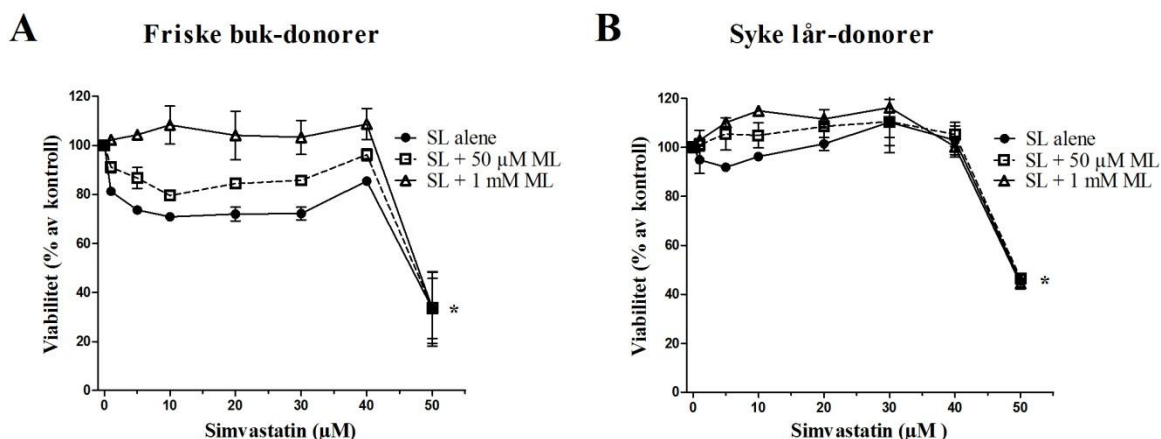 A
Friske buk-donorer
120
100
80
60
40
20
0
Viabilitet (% av kontroll)
0 10 20 30 40 50
Simvastatin (µM)
SL alene
SL + 50 µM ML
SL + 1 mM ML
*
B
Syke lår-donorer
120
100
80
60
40
20
0
Viabilitet (% av kontroll)
0 10 20 30 40 50
Simvastatin (µM )
SL alene
SL + 50 µM ML
SL + 1 mM ML
*